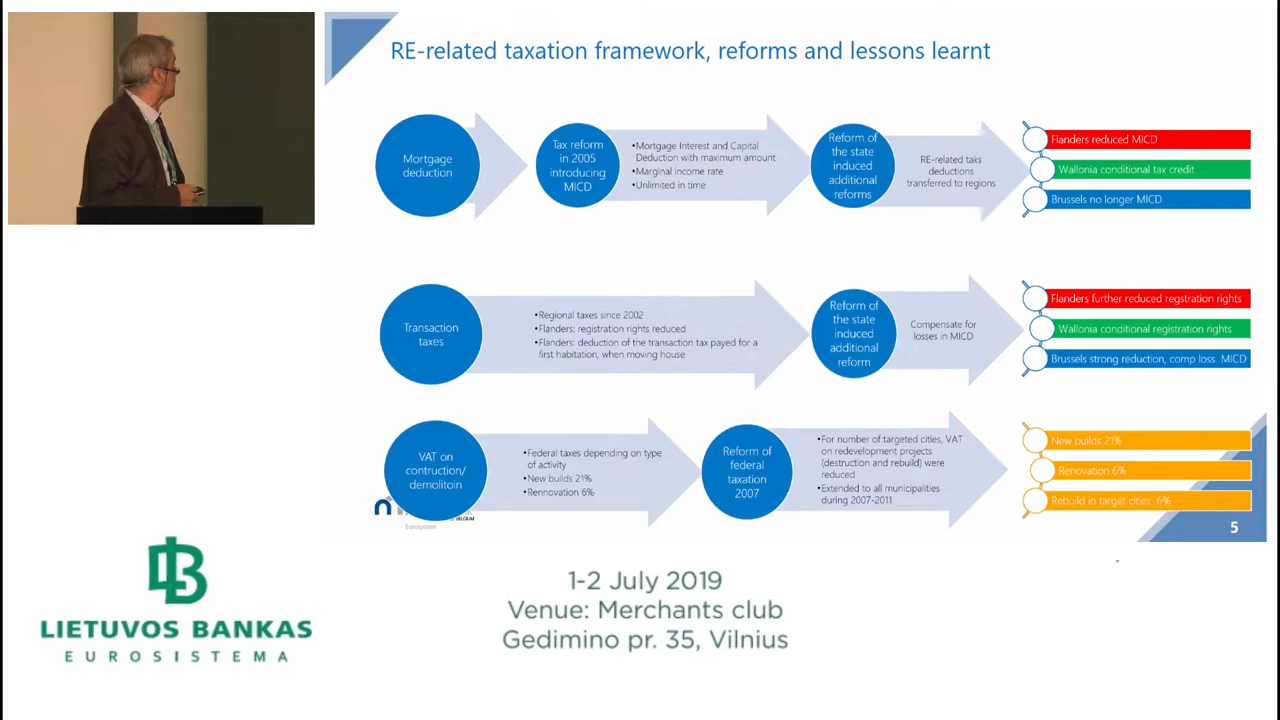 RE-related taxation framework, reforms and lessons learnt
Mortgage
deduction
Tax reform
in 2005
introducing
MICD
•Mortgage Interest and Capital
Deduction with maximum amount
•Marginal income rate
•Unlimited in time
Reform of
the state
induced
additional
reforms
RE-related taks
deductions
transferred to regions
Flanders reduced MICD
Wallonia conditional tax credit
Brussels no longer MICD
Transaction
taxes
•Regional taxes since 2002
•Flanders: registration rights reduced
•Flanders: deduction of the transaction tax payed for a
first habitation, when moving house
Reform of
the state
induced
additional
reform
Compensate for
losses in MICD
Flanders further reduced regstration rights
Wallonia conditional registration rights
Brussels strong reduction, comp loss MICD
VAT on
contruction/
demolitoin
•Federal taxes depending on type
of activity
•New builds 21%
•Rennovation 6%
Reform of
federal
taxation
2007
•For number of targeted cities, VAT
on redevelopment projects
(destruction and rebuild) were
reduced
•Extended to all municipalities
during 2007-2011
New builds 21%
Renovation 6%
Rebuild in target cities 6%
BELGIUM
Eurosystem
5
LIETUVOS BANKAS
EUROSISTEMA
1-2 July 2019
Venue: Merchants club
Gedimino pr. 35, Vilnius